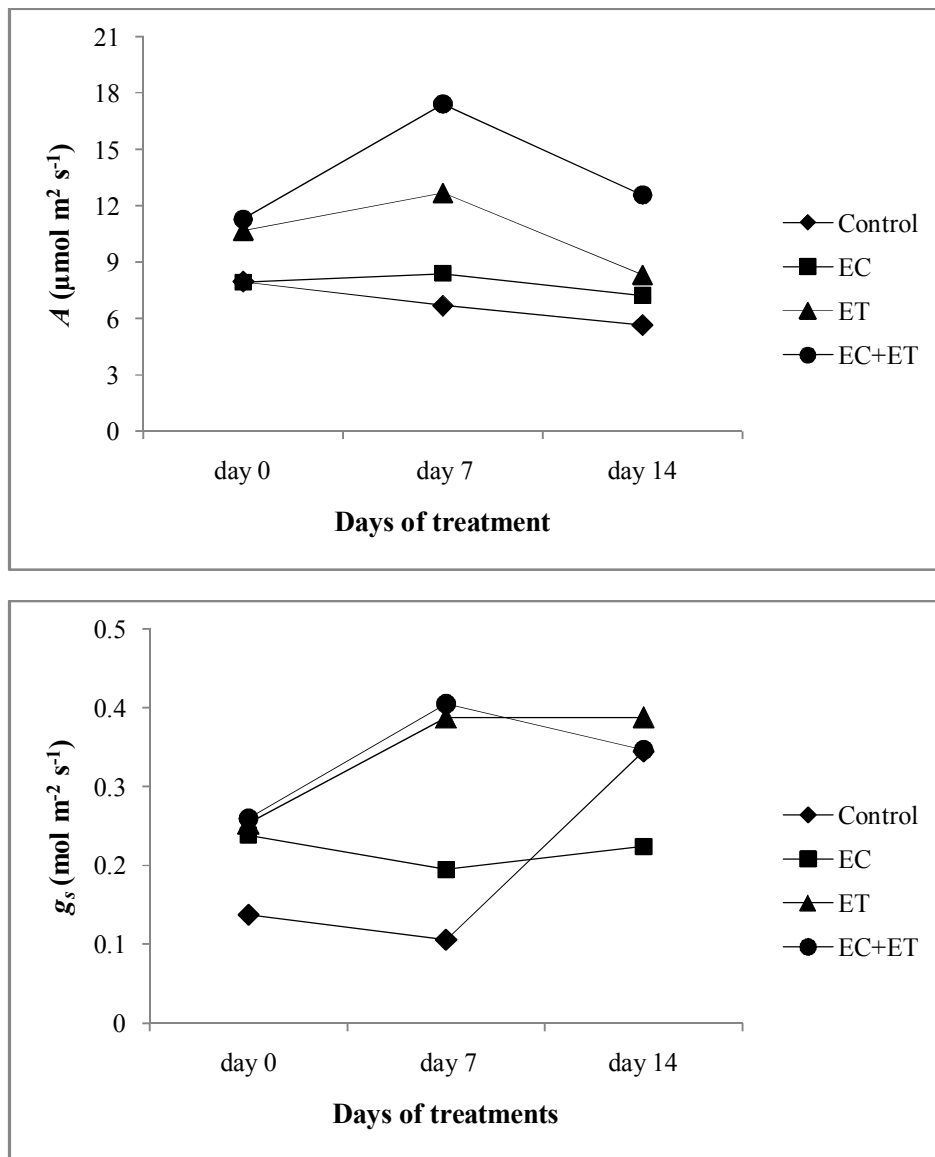 21
18
15
12
9
6
3
0
A (µmol m² s⁻¹)
day 0 day 7 day 14
Days of treatment
Control
EC
ET
EC+ET
0.5
0.4
0.3
0.2
0.1
0
gₛ (mol m⁻² s⁻¹)
day 0 day 7 day 14
Days of treatments
Control
EC
ET
EC+ET